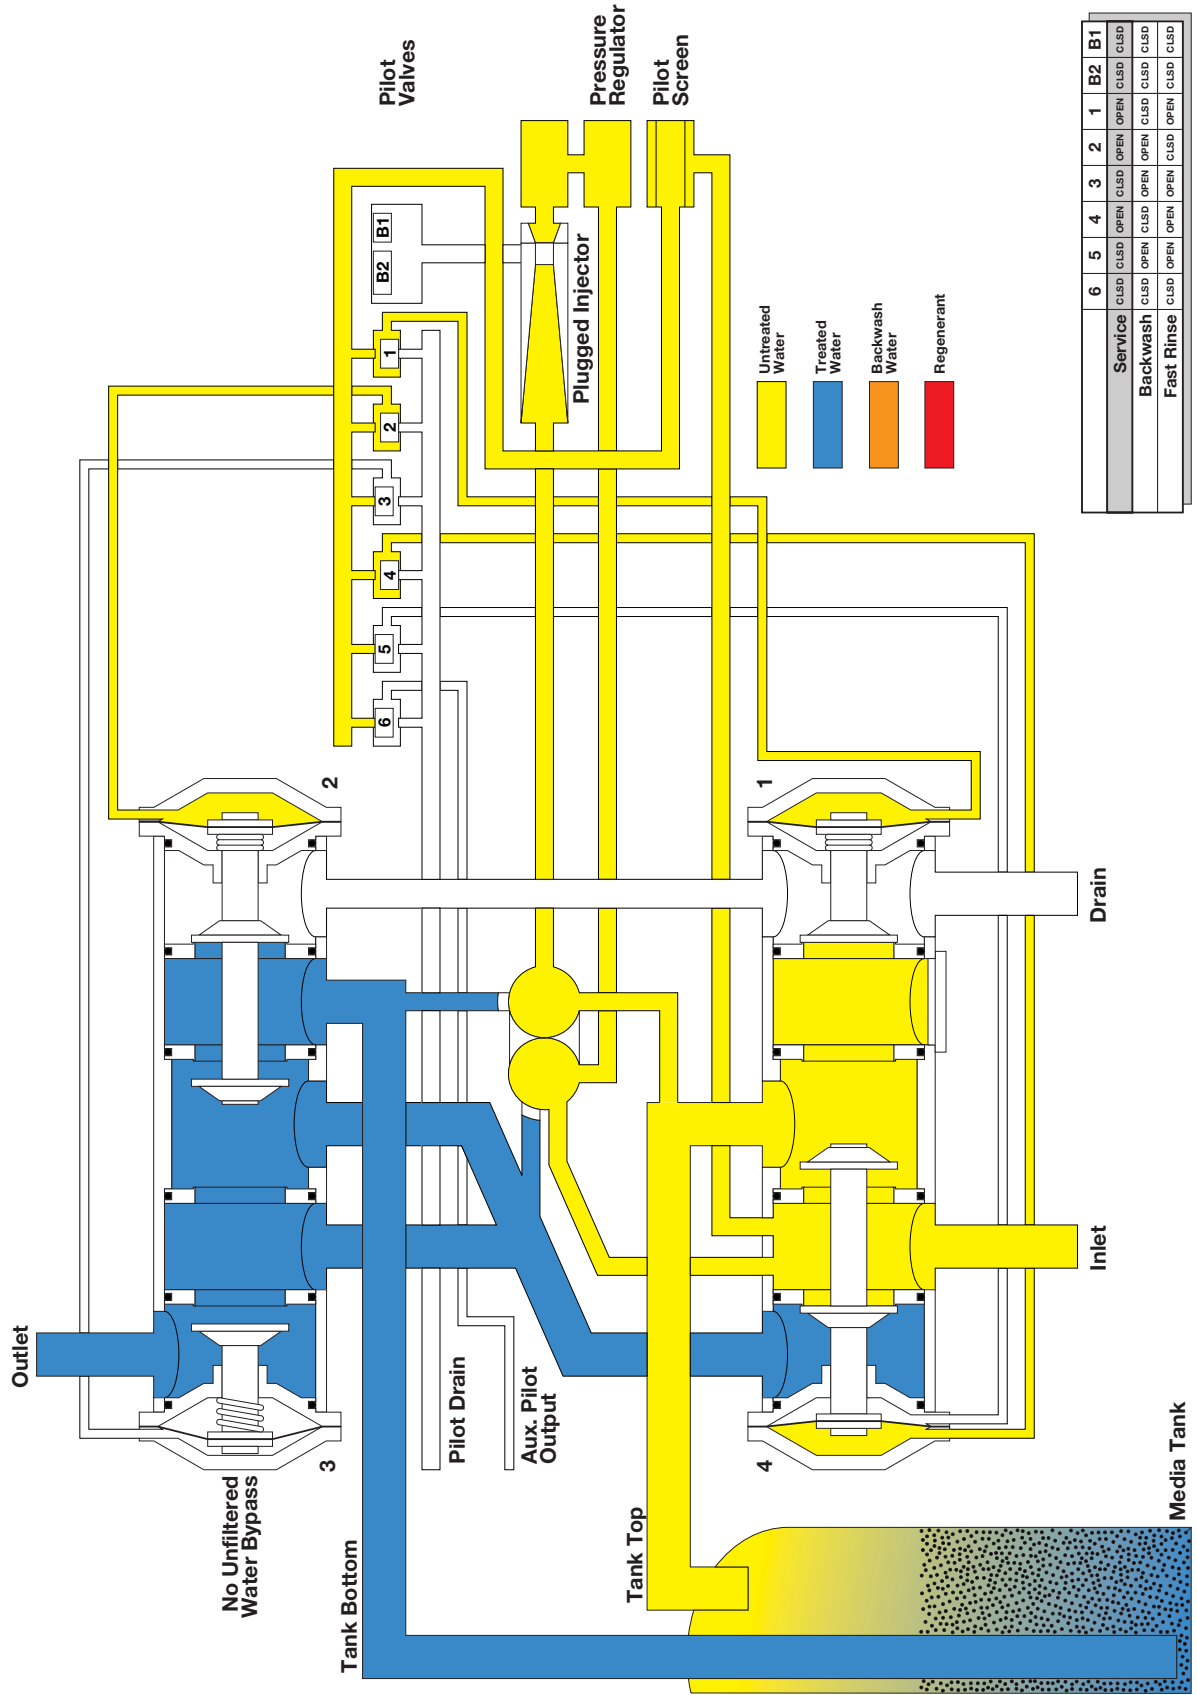 Outlet
No Unfiltered
Water Bypass
3
2
Pilot
Valves
B2
B1
6
5
4
3
2
1
Tank Bottom
Pilot Drain
Aux. Pilot
Output
Plugged Injector
Pressure
Regulator
Pilot
Screen
Tank Top
4
1
Untreated
Water
Treated
Water
Backwash
Water
Regenerant
Media Tank
Inlet
Drain
6 5 4 3 2 1 B2 B1
Service CLSD CLSD OPEN CLSD OPEN OPEN CLSD CLSD
Backwash CLSD OPEN CLSD OPEN OPEN CLSD CLSD CLSD
Fast Rinse CLSD OPEN OPEN OPEN CLSD OPEN CLSD CLSD